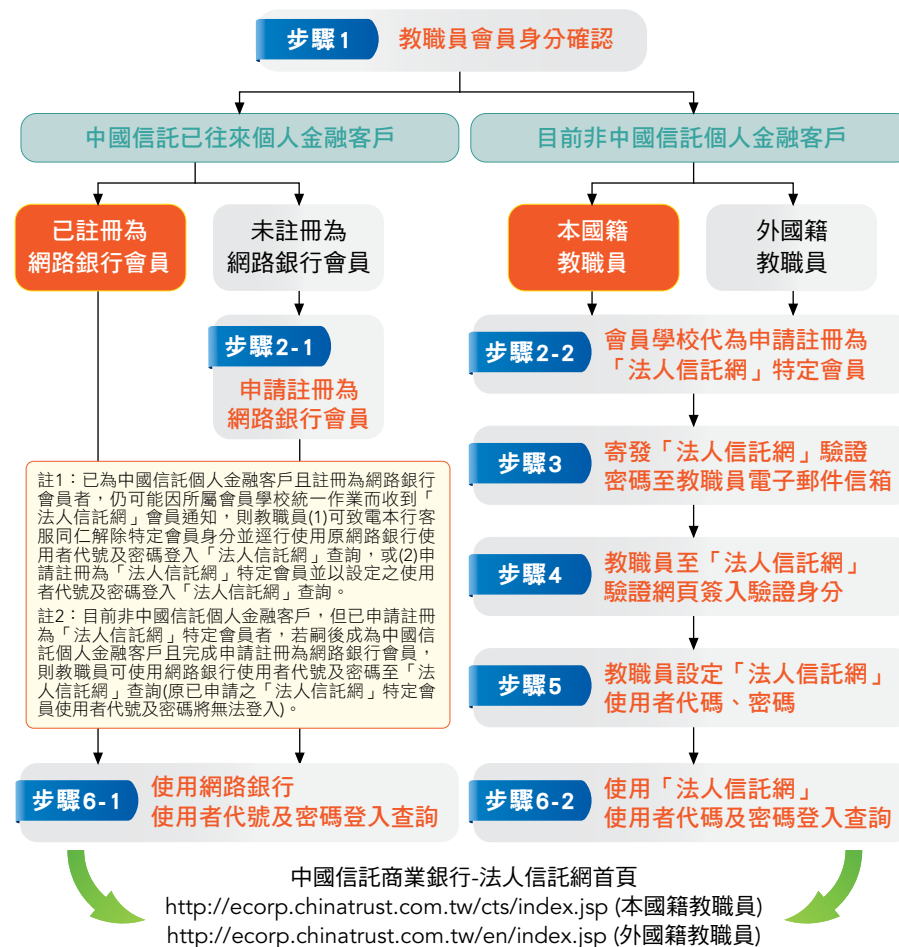 步驟1 教職員會員身分確認
中國信託已往來個人金融客戶
目前非中國信託個人金融客戶
已註冊為
網路銀行會員
未註冊為
網路銀行會員
本國籍
教職員
外國籍
教職員
步驟2-1
申請註冊為
網路銀行會員
步驟2-2
會員學校代為申請註冊為
「法人信託網」特定會員
步驟3
寄發「法人信託網」驗證
密碼至教職員電子郵件信箱
步驟4
教職員至「法人信託網」
驗證網頁簽入驗證身分
步驟5
教職員設定「法人信託網」
使用者代碼、密碼
註1：已為中國信託個人金融客戶且註冊為網路銀行
會員者，仍可能因所屬會員學校統一作業而收到「
法人信託網」會員通知，則教職員(1)可致電本行客
服同仁解除特定會員身分並逕行使用原網路銀行使
用者代號及密碼登入「法人信託網」查詢，或(2)申
請註冊為「法人信託網」特定會員並以設定之使用
者代號及密碼登入「法人信託網」查詢。
註2：目前非中國信託個人金融客戶，但已申請註冊
為「法人信託網」特定會員者，若嗣後成為中國信
託個人金融客戶且完成申請註冊為網路銀行會員，
則教職員可使用網路銀行使用者代號及密碼至「法
人信託網」查詢(原已申請之「法人信託網」特定會
員使用者代號及密碼將無法登入)。
步驟6-1
使用網路銀行
使用者代號及密碼登入查詢
步驟6-2
使用「法人信託網」
使用者代碼及密碼登入查詢
中國信託商業銀行-法人信託網首頁
http://ecorp.chinatrust.com.tw/cts/index.jsp (本國籍教職員)
http://ecorp.chinatrust.com.tw/en/index.jsp (外國籍教職員)